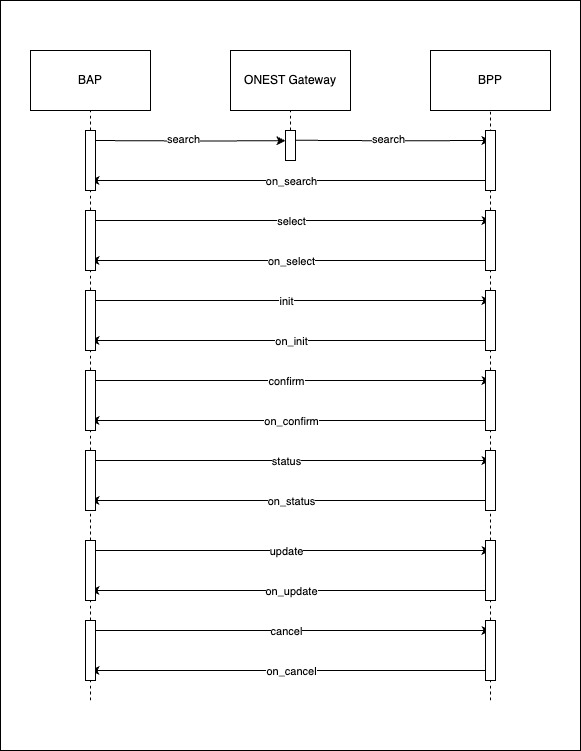 BAP
ONEST Gateway
BPP
search
search
on_search
select
on_select
init
on_init
confirm
on_confirm
status
on_status
update
on_update
cancel
on_cancel